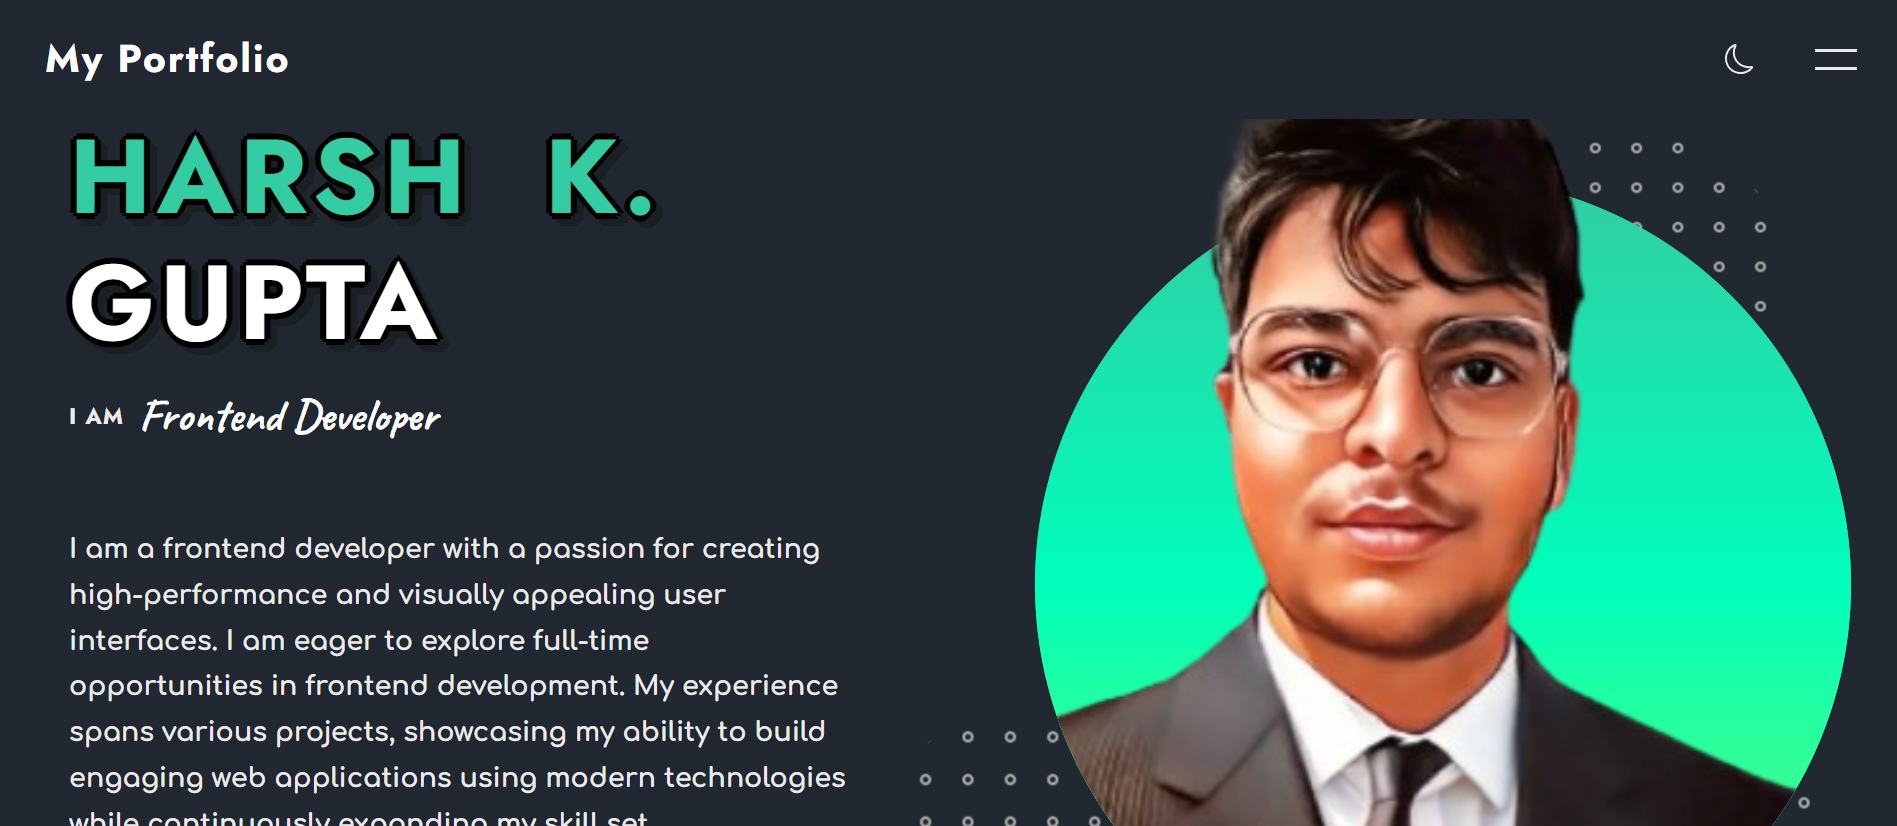 My Portfolio
HARSH K.
GUPTA
I AM Frontend Developer
I am a frontend developer with a passion for creating
high-performance and visually appealing user
interfaces. I am eager to explore full-time
opportunities in frontend development. My experience
spans various projects, showcasing my ability to build
engaging web applications using modern technologies
while continuously expanding my skill set.